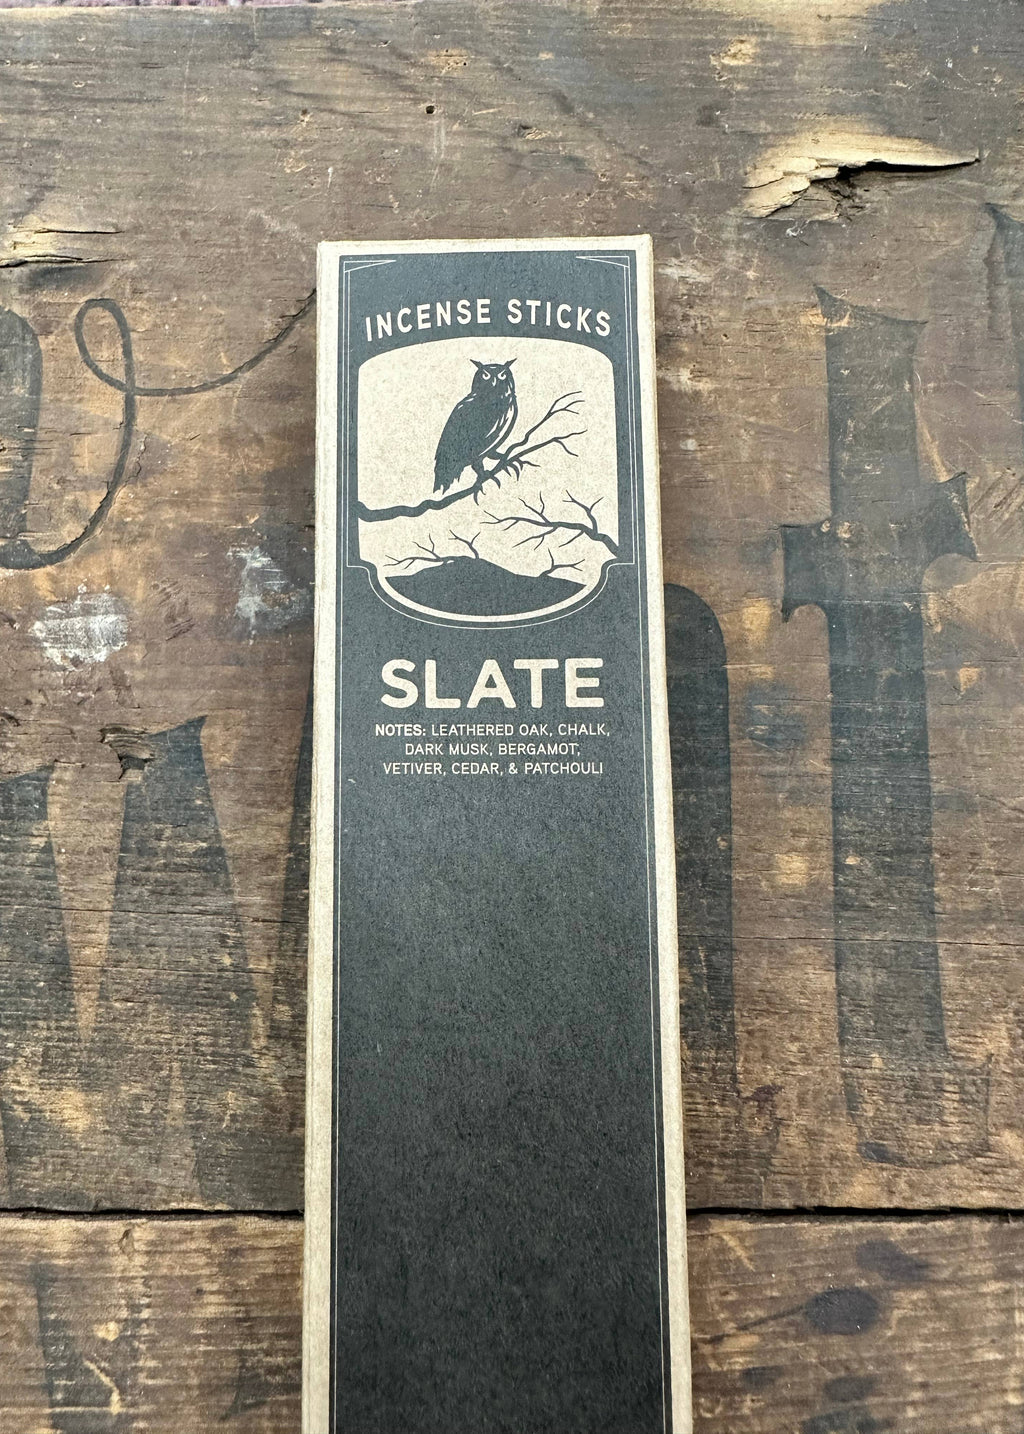 INCENSE STICKS
SLATE
NOTES: LEATHERED OAK, CHALK,
DARK MUSK, BERGAMOT,
VETIVER, CEDAR, & PATCHOULI